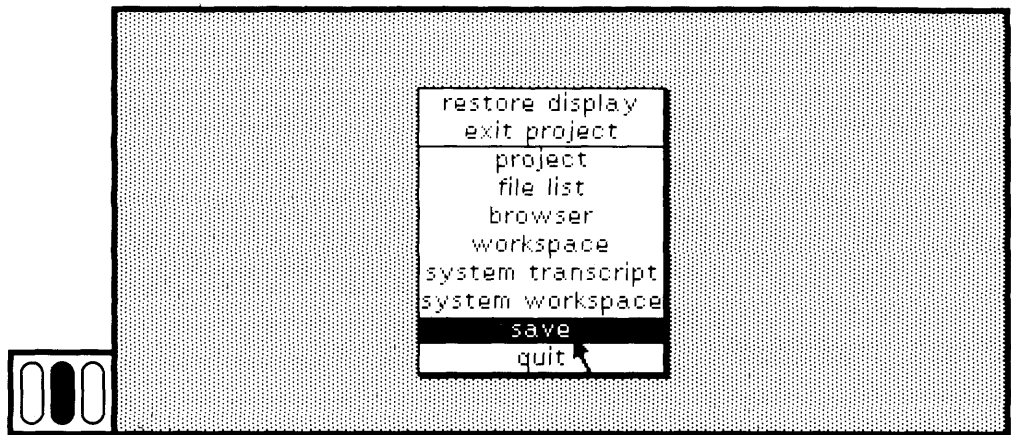 restore display
exit project
project
file list
browser
workspace
system transcript
system workspace
save
quit